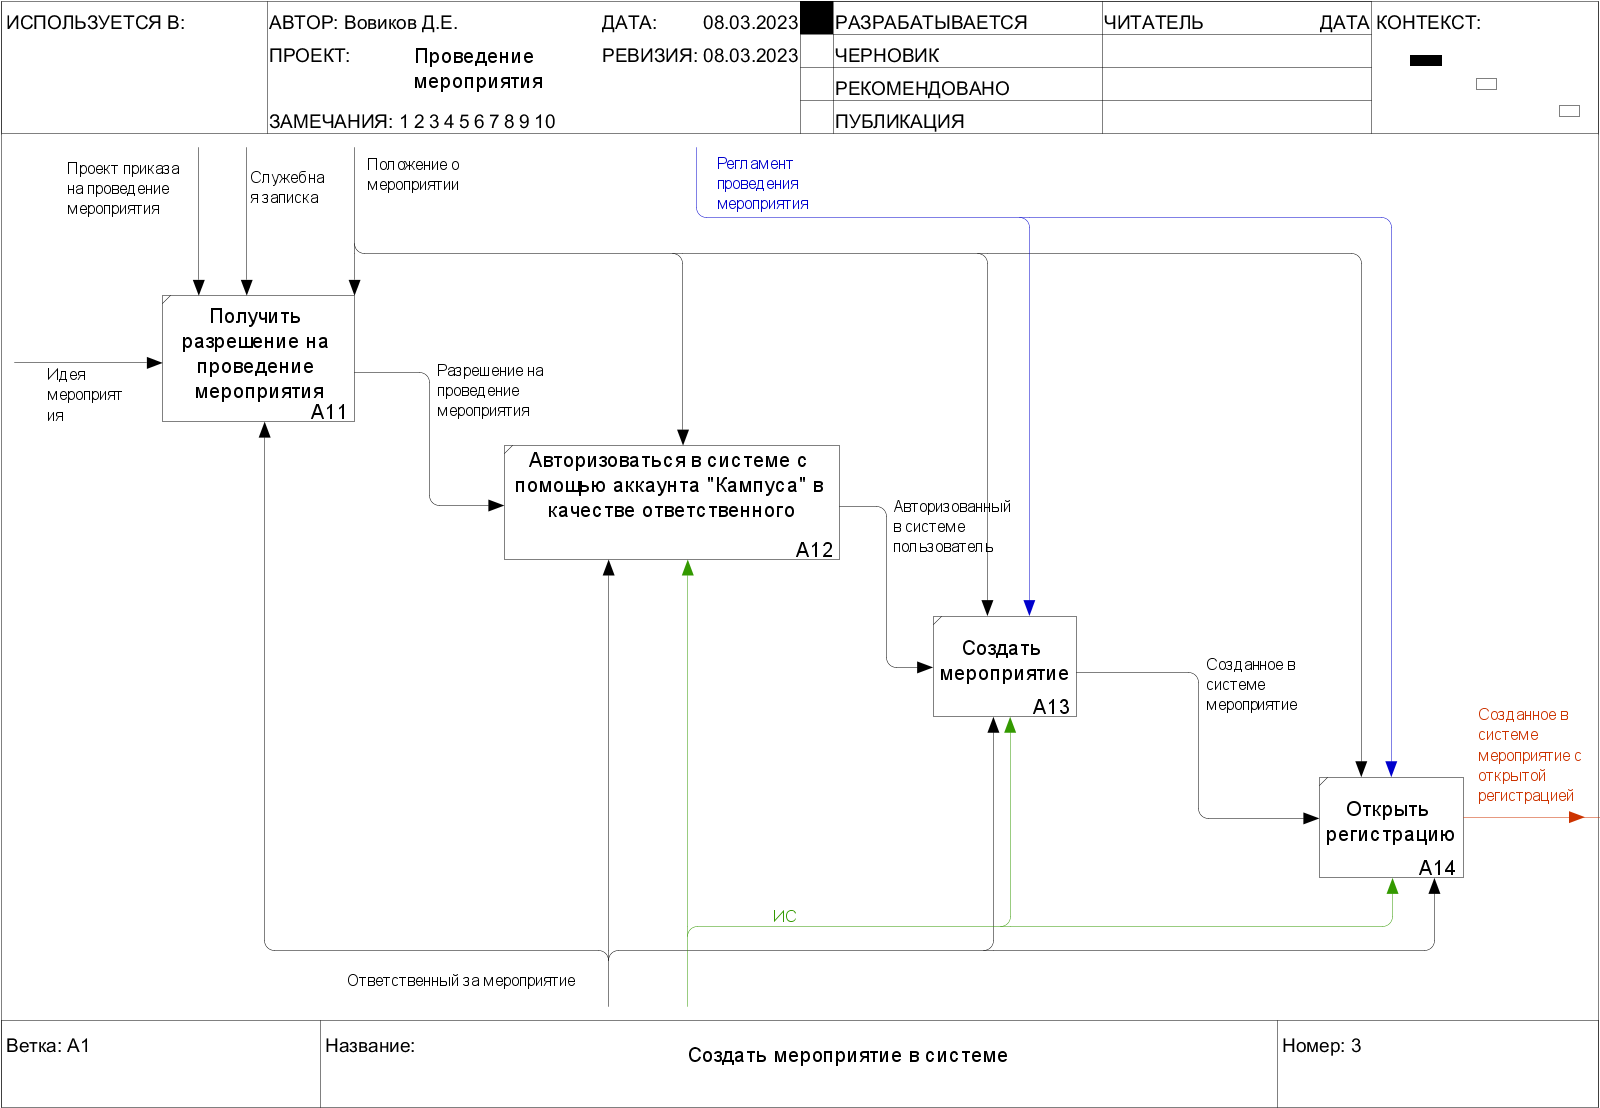 ИСПОЛЬЗУЕТСЯ В:
АВТОР: Вовиков Д.Е.
ДАТА: 08.03.2023
ПРОЕКТ: Проведение
мероприятия
РЕВИЗИЯ: 08.03.2023
ЗАМЕЧАНИЯ: 1 2 3 4 5 6 7 8 9 10
РАЗРАБАТЫВАЕТСЯ
ЧЕРНОВИК
РЕКОМЕНДОВАНО
ПУБЛИКАЦИЯ
ЧИТАТЕЛЬ
ДАТА
КОНТЕКСТ:
Проект приказа
на проведение
мероприятия
Служебна
я записка
Положение о
мероприятии
Регламент
проведения
мероприятия
Получить
разрешение на
проведение
мероприятия
A11
Идея
мероприят
ия
Разрешение на
проведение
мероприятия
Авторизоваться в системе с
помощью аккаунта "Кампуса" в
качестве ответственного
A12
Авторизованный
в системе
пользователь
Создать
мероприятие
A13
Созданное в
системе
мероприятие
Созданное в
системе
мероприятие с
открытой
регистрацией
Открыть
регистрацию
A14
ИС
Ответственный за мероприятие
Ветка: A1
Название:
Создать мероприятие в системе
Номер: 3